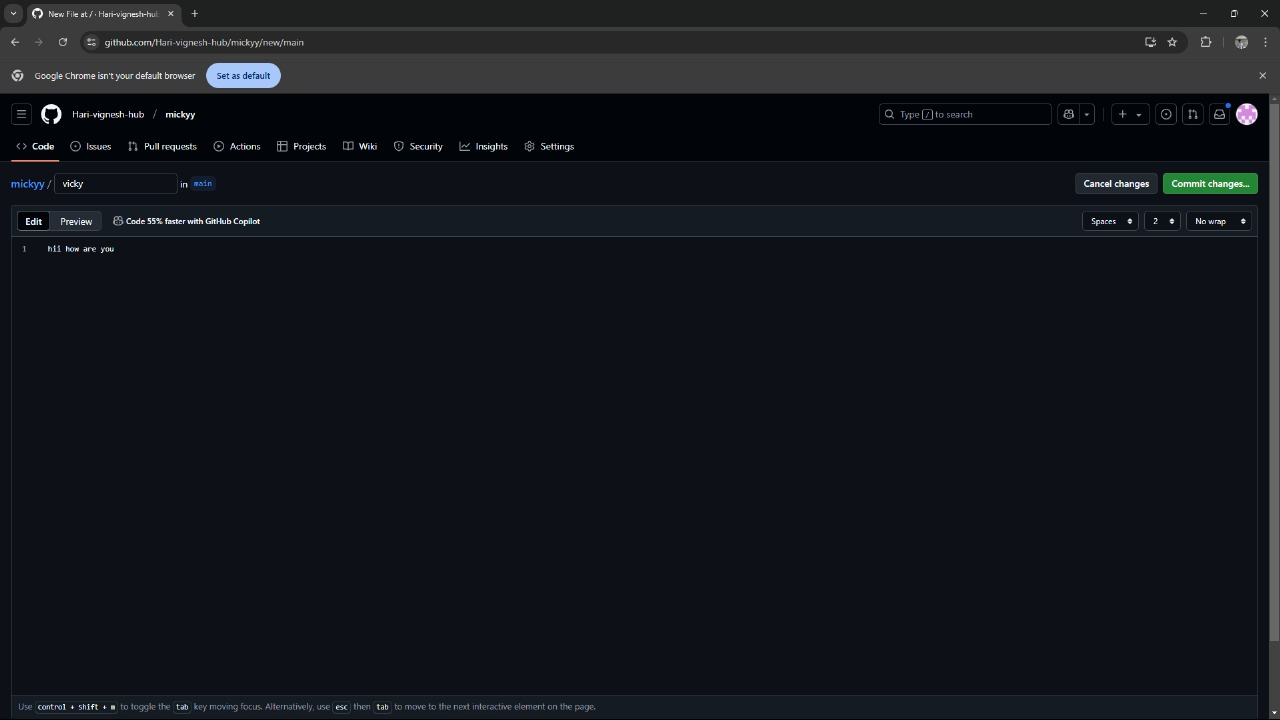 New File at / · Hari-vignesh-hub
github.com/Hari-vignesh-hub/mickyy/new/main
Google Chrome isn't your default browser
Set as default
Hari-vignesh-hub / mickyy
Type / to search
Code
Issues
Pull requests
Actions
Projects
Wiki
Security
Insights
Settings
mickyy / vicky in main
Cancel changes
Commit changes...
Edit
Preview
Code 55% faster with GitHub Copilot
Spaces
2
No wrap
1 hii how are you
Use control + shift + m to toggle the tab key moving focus. Alternatively, use esc then tab to move to the next interactive element on the page.